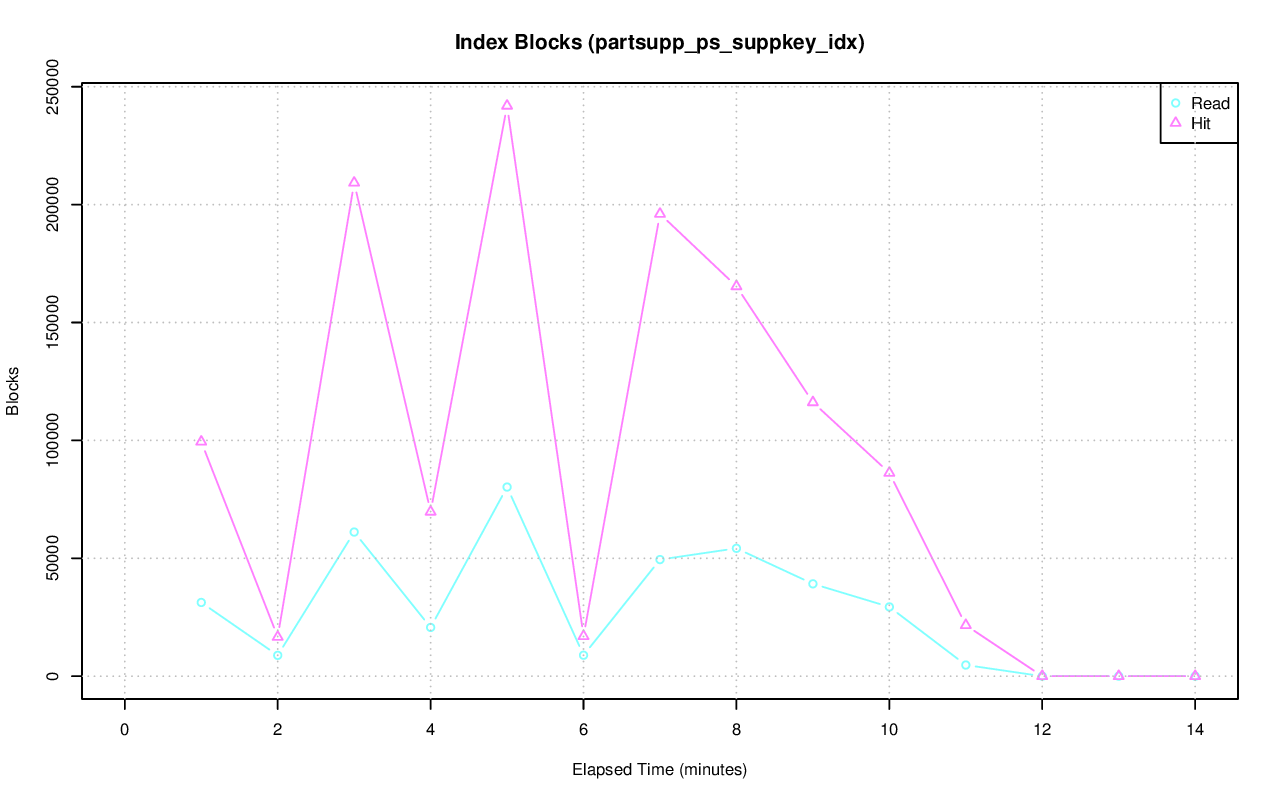 Index Blocks (partsupp_ps_suppkey_idx)
Read
Hit
Blocks
250000
200000
150000
100000
50000
0
0 2 4 6 8 10 12 14
Elapsed Time (minutes)